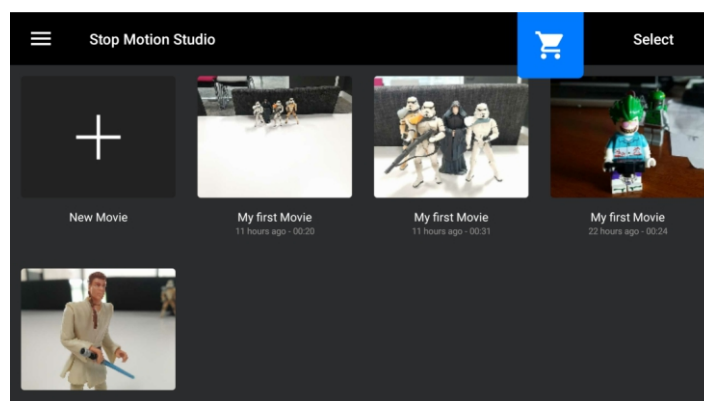 Stop Motion Studio
Select
New Movie
My first Movie
11 hours ago - 00:20
My first Movie
11 hours ago - 00:31
My first Movie
22 hours ago - 00:24